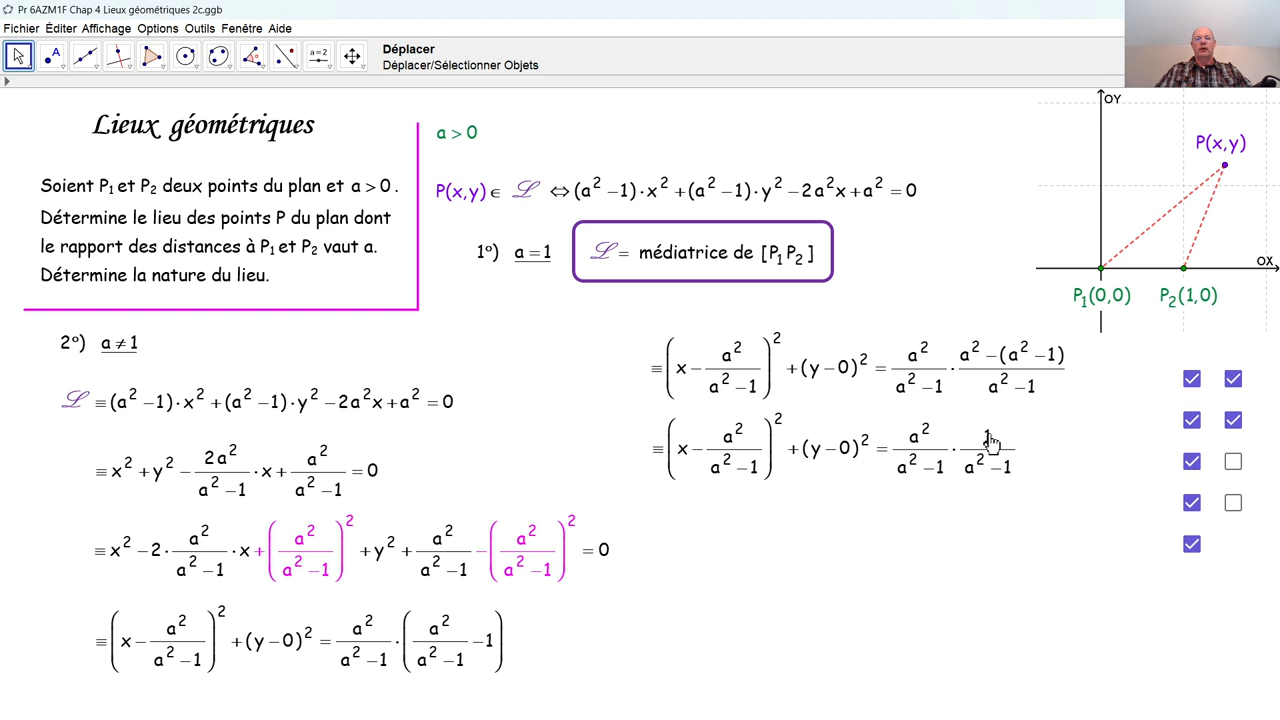 Pr 6AZM1F Chap 4 Lieux géométriques 2c.ggb
Fichier Éditer Affichage Options Outils Fenêtre Aide
A a=2 Déplacer
Déplacer/Sélectionner Objets
Lieux géométriques
Soient P₁ et P₂ deux points du plan et a > 0 .
Détermine le lieu des points P du plan dont
le rapport des distances à P₁ et P₂ vaut a.
Détermine la nature du lieu.
a > 0
P(x,y) ∈ ℒ ⇔ (a² −1)·x² +(a² −1)·y² −2a²x+a² = 0
1°) a = 1 ℒ = médiatrice de [P₁P₂]
OY
P(x,y)
OX
P₁(0,0) P₂(1,0)
2°) a ≠ 1
ℒ ≡ (a² −1)·x² +(a² −1)·y² −2a²x+a² = 0
≡ x² + y² − 2a²/(a² −1) · x + a²/(a² −1) = 0
≡ x² −2· a²/(a² −1) · x + (a²/(a² −1))² + y² + a²/(a² −1) − (a²/(a² −1))² = 0
≡ (x − a²/(a² −1))² + (y −0)² = a²/(a² −1) · (a²/(a² −1) −1)
≡ (x − a²/(a² −1))² + (y −0)² = a²/(a² −1) · (a² −(a² −1))/(a² −1)
≡ (x − a²/(a² −1))² + (y −0)² = a²/(a² −1) · 1/(a² −1)